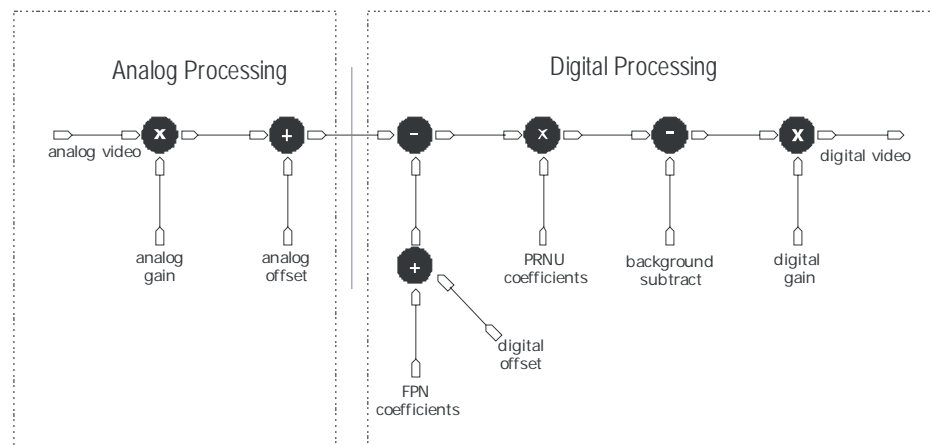 Analog Processing
Digital Processing
x
+
-
x
-
x
analog video
digital video
analog
gain
analog
offset
+
PRNU
coefficients
background
subtract
digital
gain
digital
offset
FPN
coefficients